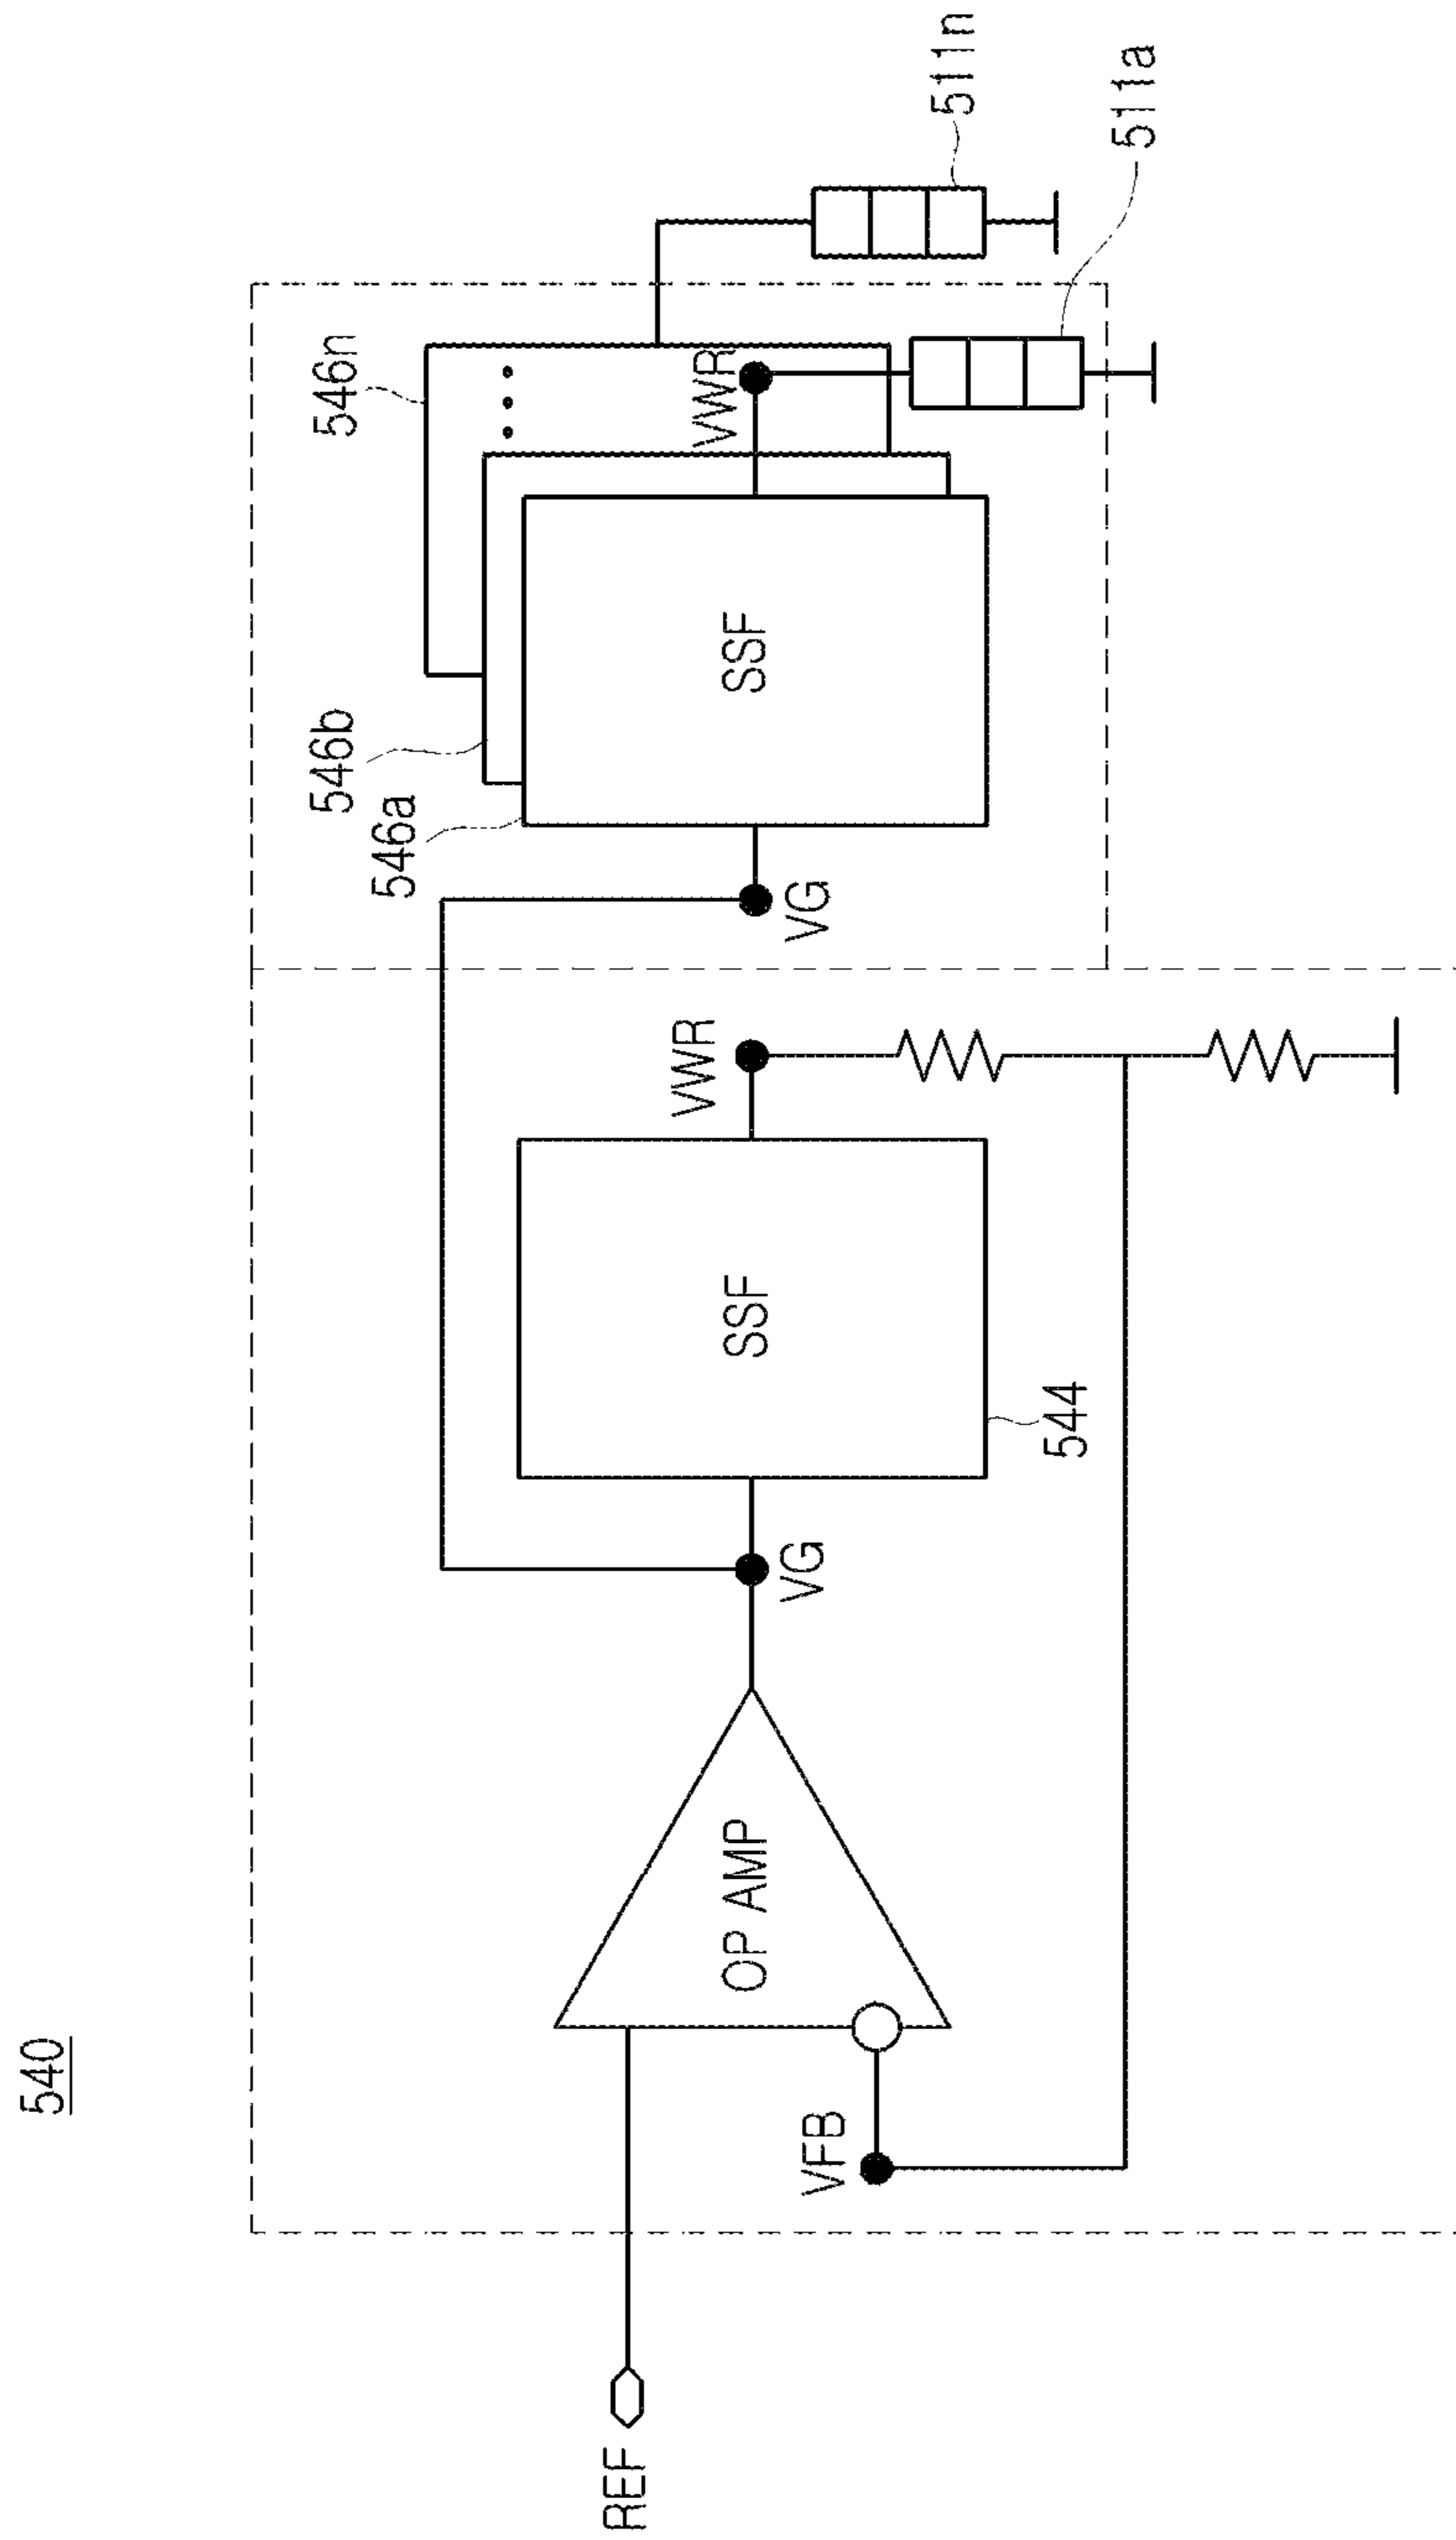 540
REF
VFB
OP AMP
VG
544
SSF
VWR
VG
546a
546b
546n
SSF
VWR
511n
511a